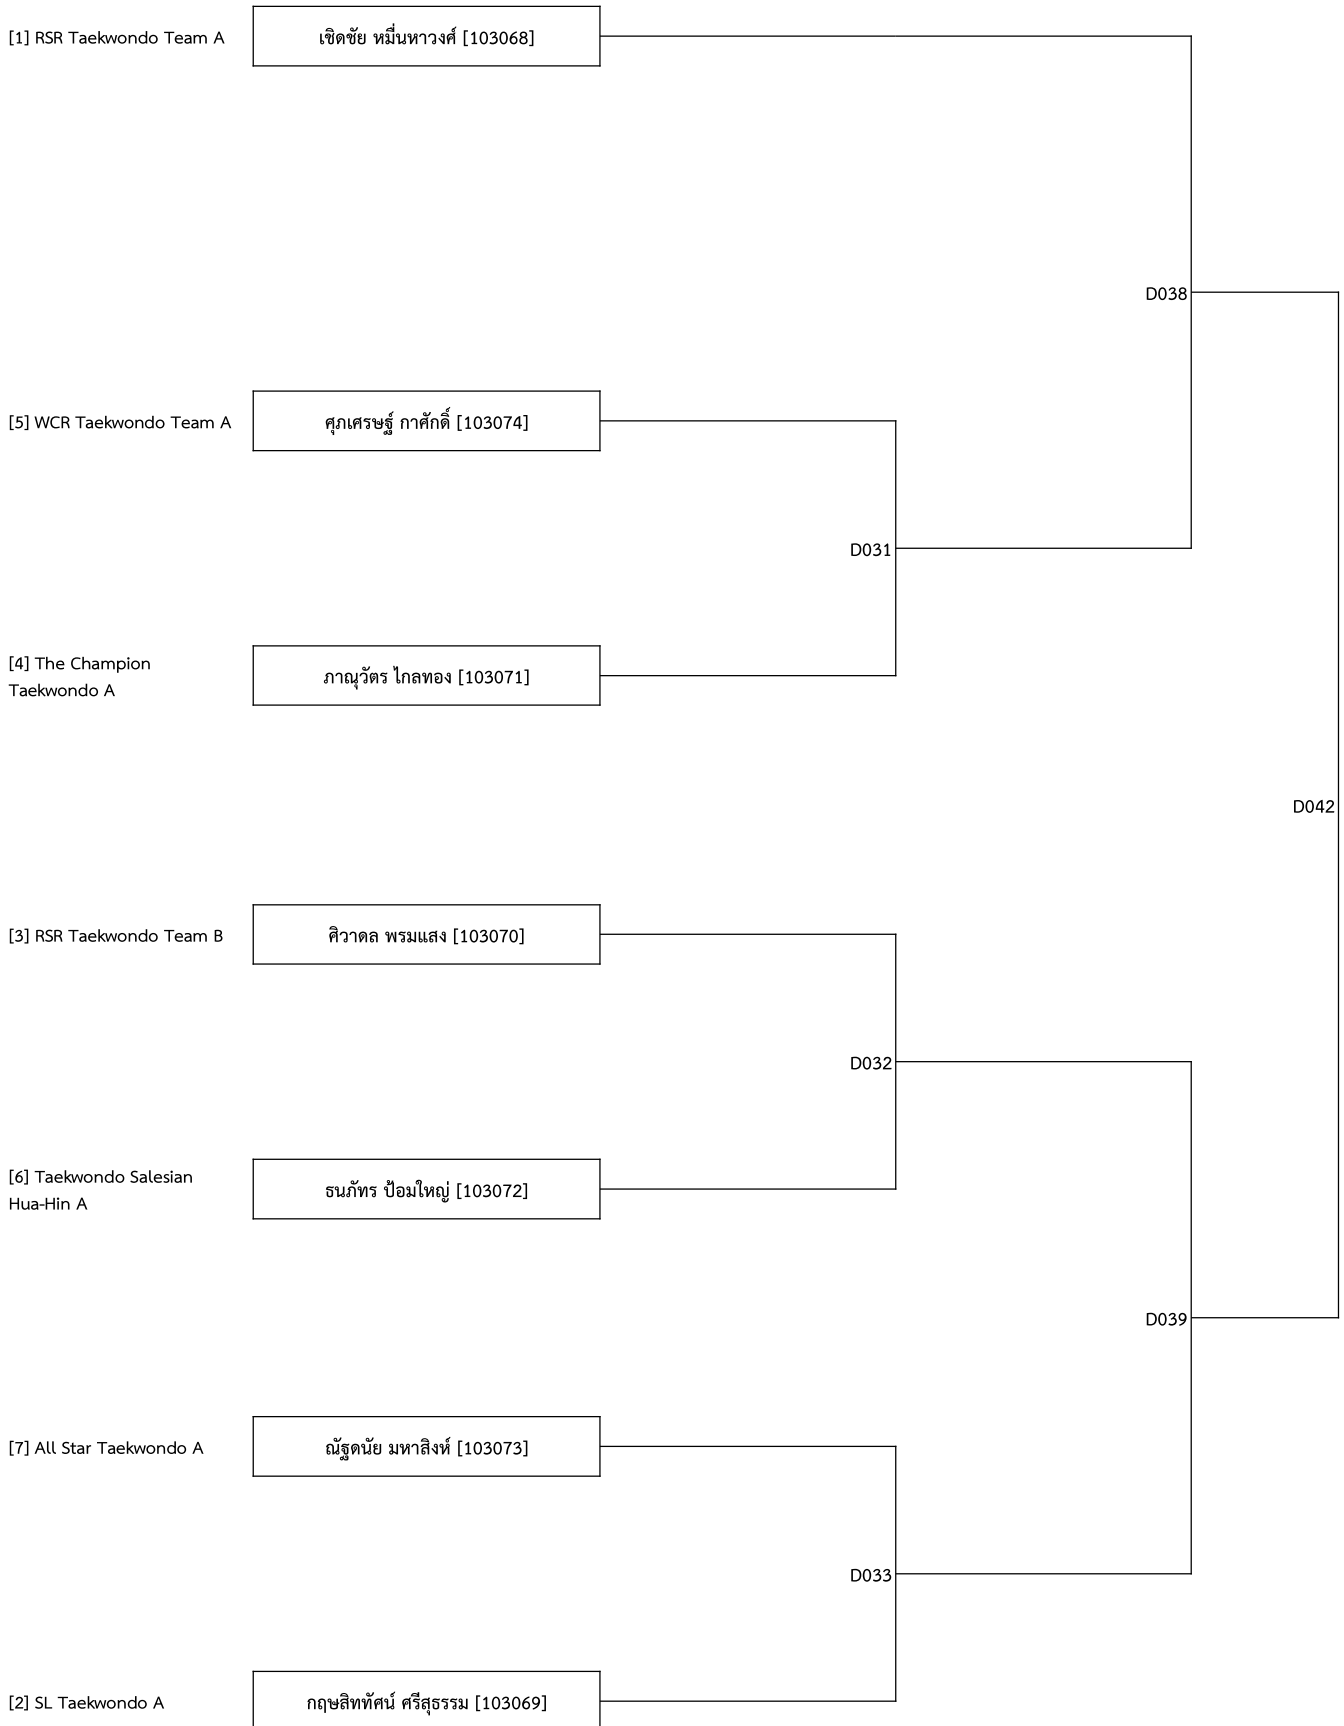 [1] RSR Taekwondo Team A
เชิดชัย หมื่นหาวงศ์ [103068]
D038
[5] WCR Taekwondo Team A
ศุภเศรษฐ์ กาศักดิ์ [103074]
D031
[4] The Champion
Taekwondo A
ภาณุวัตร ไกลทอง [103071]
D042
[3] RSR Taekwondo Team B
ศิวาดล พรมแสง [103070]
D032
[6] Taekwondo Salesian
Hua-Hin A
ธนภัทร ป้อมใหญ่ [103072]
D039
[7] All Star Taekwondo A
ณัฐดนัย มหาสิงห์ [103073]
D033
[2] SL Taekwondo A
กฤษสิททัศน์ ศรีสุธรรม [103069]